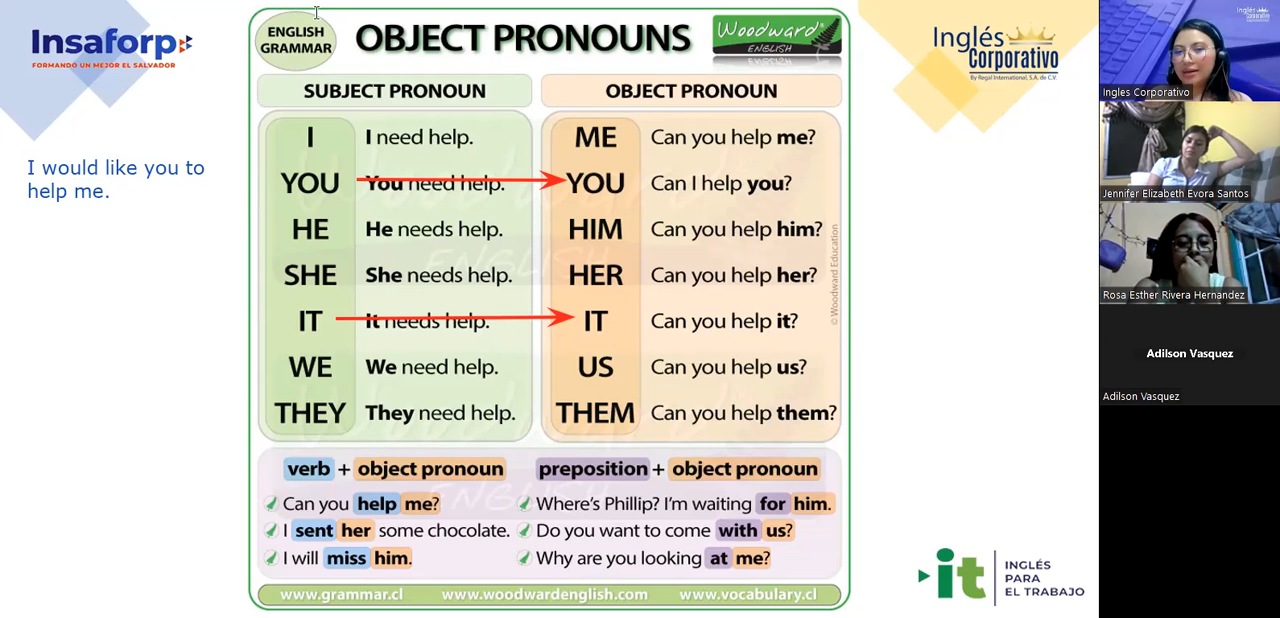 Insaforp
FORMANDO UN MEJOR EL SALVADOR
I would like you to
help me.
ENGLISH
GRAMMAR
OBJECT PRONOUNS
Woodward
ENGLISH
SUBJECT PRONOUN
OBJECT PRONOUN
I I need help. ME Can you help me?
YOU You need help. YOU Can I help you?
HE He needs help. HIM Can you help him?
SHE She needs help. HER Can you help her?
IT It needs help. IT Can you help it?
WE We need help. US Can you help us?
THEY They need help. THEM Can you help them?
© Woodward Education
verb + object pronoun
Can you help me?
I sent her some chocolate.
I will miss him.
preposition + object pronoun
Where's Phillip? I'm waiting for him.
Do you want to come with us?
Why are you looking at me?
www.grammar.cl www.woodwardenglish.com www.vocabulary.cl
Inglés
Corporativo
By Regal International, S.A. de C.V.
it
INGLÉS
PARA
EL TRABAJO
Ingles Corporativo
Jennifer Elizabeth Evora Santos
Rosa Esther Rivera Hernandez
Adilson Vasquez
Adilson Vasquez